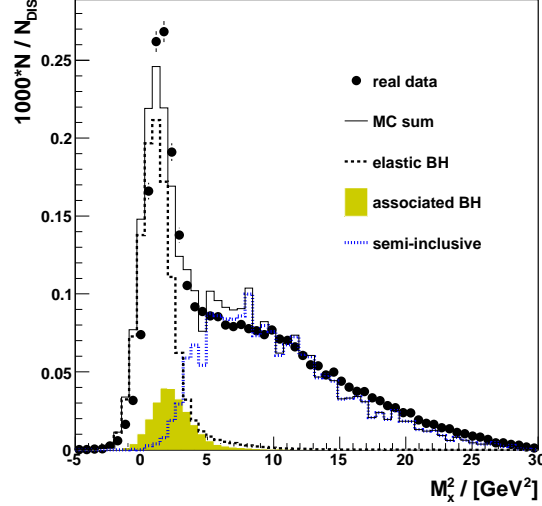 1000*N / N_DIS
0.25
0.2
0.15
0.1
0.05
0
real data
MC sum
elastic BH
associated BH
semi-inclusive
-5 0 5 10 15 20 25 30
M_x^2 / [GeV^2]